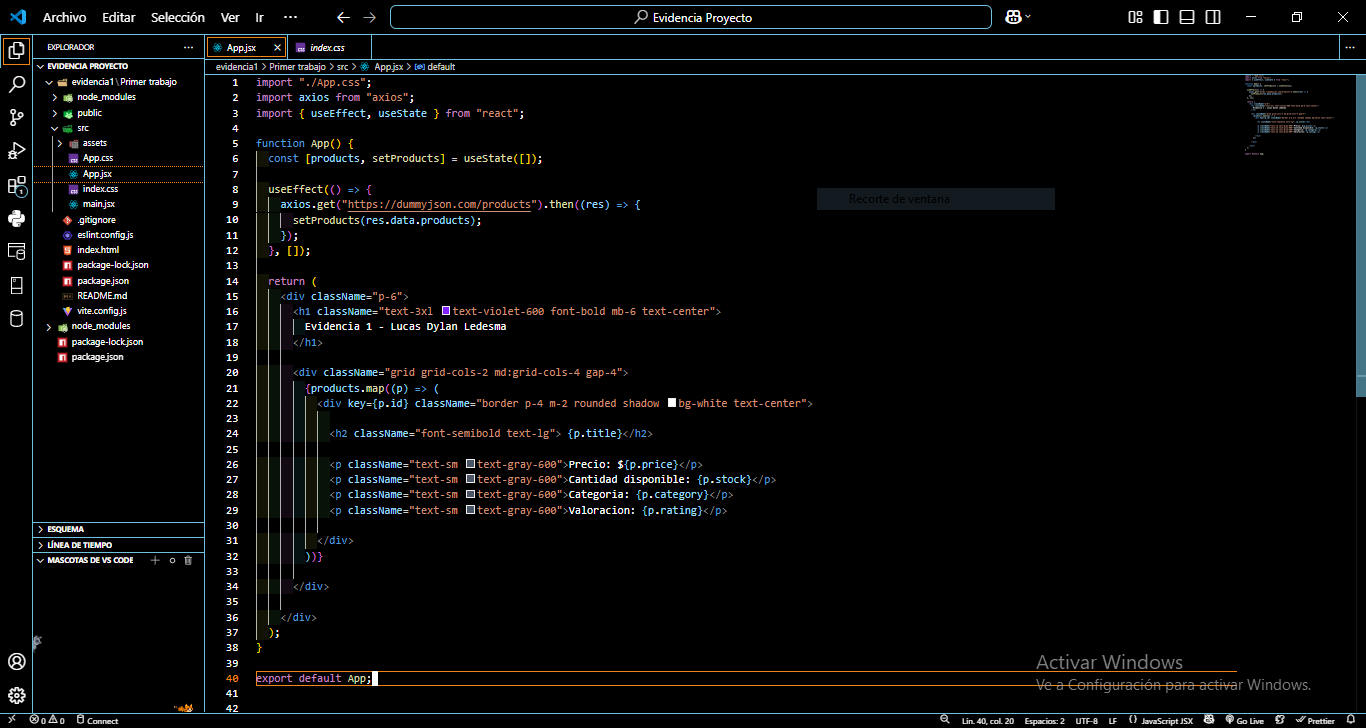 Archivo Editar Selección Ver Ir ··· Evidencia Proyecto
EXPLORADOR ···
EVIDENCIA PROYECTO
evidencia1\Primer trabajo
node_modules
public
src
assets
App.css
App.jsx
index.css
main.jsx
.gitignore
eslint.config.js
index.html
package-lock.json
package.json
README.md
vite.config.js
node_modules
package-lock.json
package.json
ESQUEMA
LÍNEA DE TIEMPO
MASCOTAS DE VS CODE
App.jsx index.css
evidencia1 > Primer trabajo > src > App.jsx > default
1 import "./App.css";
2 import axios from "axios";
3 import { useEffect, useState } from "react";
4
5 function App() {
6 const [products, setProducts] = useState([]);
7
8 useEffect(() => {
9 axios.get("https://dummyjson.com/products").then((res) => {
10 setProducts(res.data.products);
11 });
12 }, []);
13
14 return (
15 <div className="p-6">
16 <h1 className="text-3xl text-violet-600 font-bold mb-6 text-center">
17 Evidencia 1 - Lucas Dylan Ledesma
18 </h1>
19
20 <div className="grid grid-cols-2 md:grid-cols-4 gap-4">
21 {products.map((p) => (
22 <div key={p.id} className="border p-4 m-2 rounded shadow bg-white text-center">
23
24 <h2 className="font-semibold text-lg"> {p.title}</h2>
25
26 <p className="text-sm text-gray-600">Precio: ${p.price}</p>
27 <p className="text-sm text-gray-600">Cantidad disponible: {p.stock}</p>
28 <p className="text-sm text-gray-600">Categoria: {p.category}</p>
29 <p className="text-sm text-gray-600">Valoracion: {p.rating}</p>
30
31 </div>
32 ))}
33
34 </div>
35
36 </div>
37 );
38 }
39
40 export default App;
41
42
Recorte de ventana
Activar Windows
Ve a Configuración para activar Windows.
0 0 Connect Lín. 40, col. 20 Espacios: 2 UTF-8 LF {} JavaScript JSX Go Live Prettier